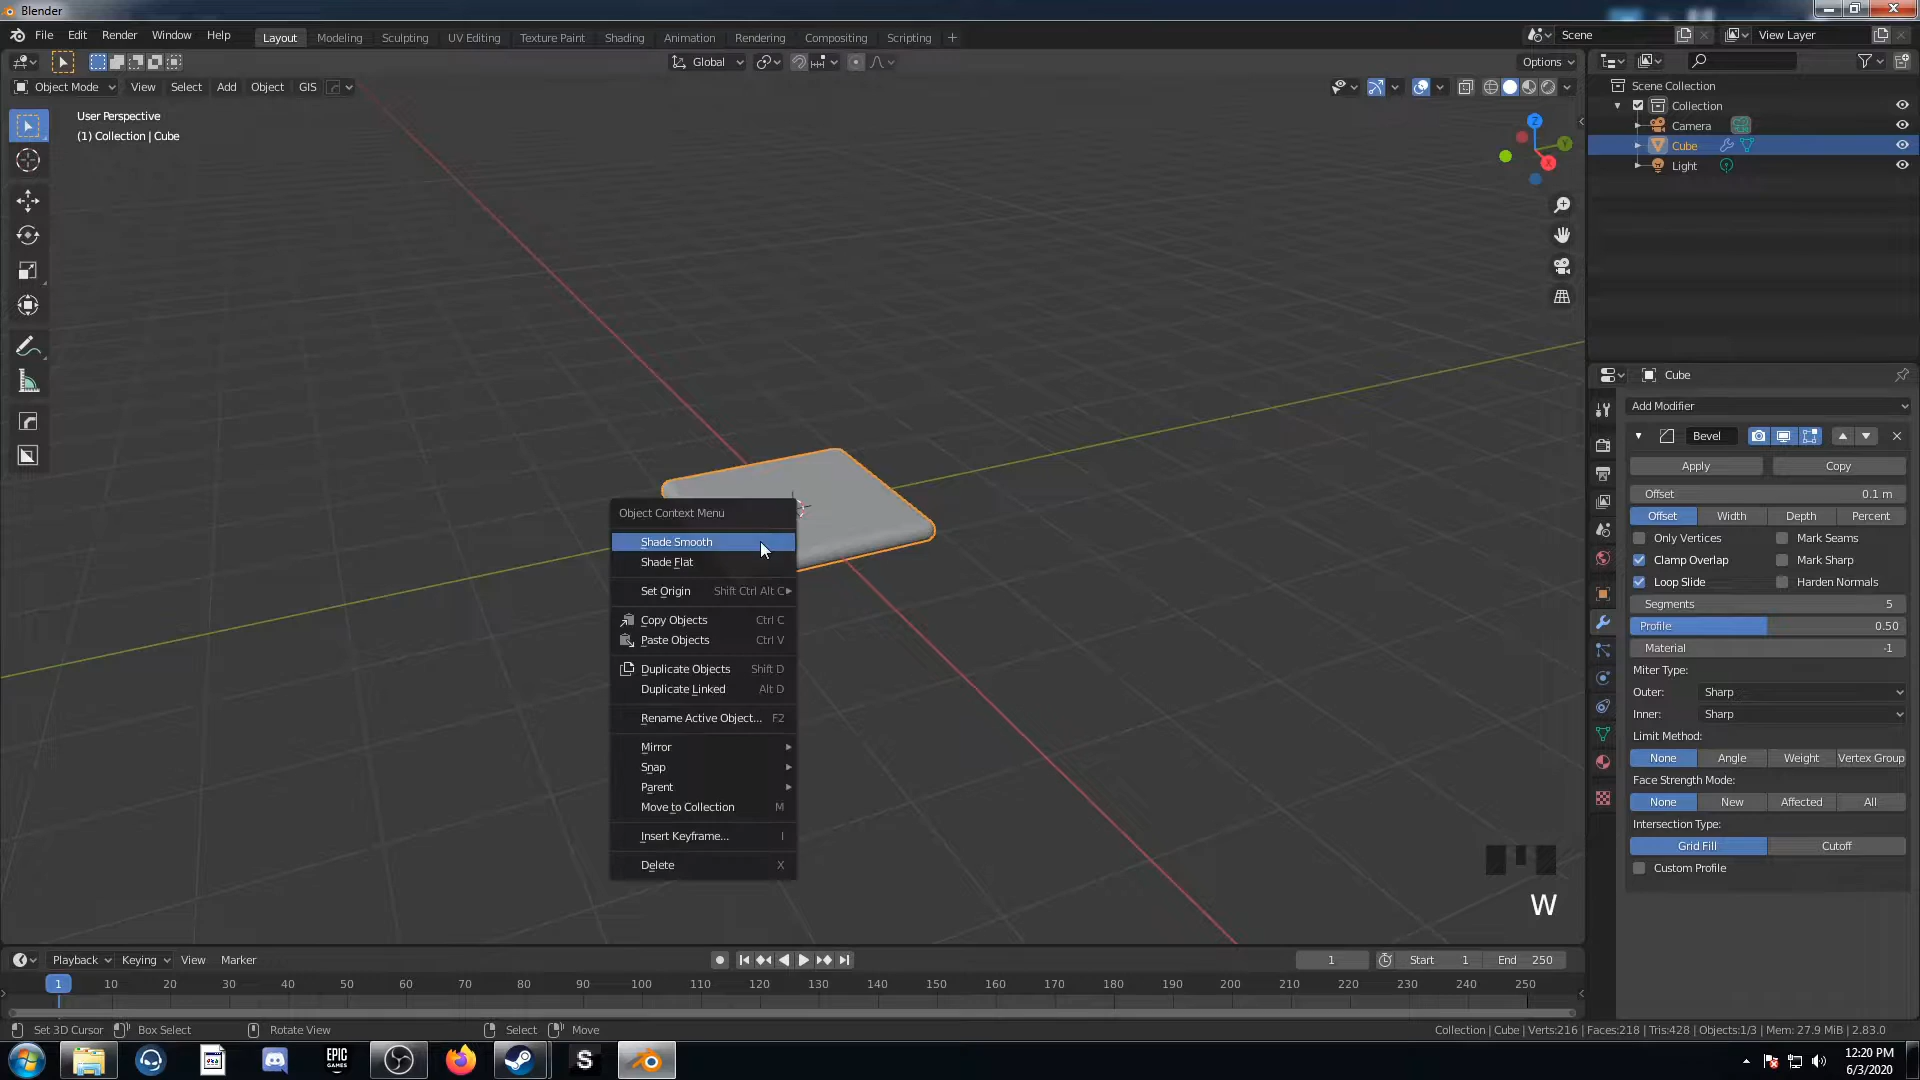 Blender
File Edit Render Window Help
Layout Modeling Sculpting UV Editing Texture Paint Shading Animation Rendering Compositing Scripting +
Scene
View Layer
Global
Options
Object Mode View Select Add Object GIS
User Perspective
(1) Collection | Cube
Z
Y
X
Scene Collection
Collection
Camera
Cube
Light
Cube
Add Modifier
Bevel
Apply Copy
Offset 0.1 m
Offset Width Depth Percent
Only Vertices Mark Seams
Clamp Overlap Mark Sharp
Loop Slide Harden Normals
Segments 5
Profile 0.50
Material -1
Miter Type:
Outer: Sharp
Inner: Sharp
Limit Method:
None Angle Weight Vertex Group
Face Strength Mode:
None New Affected All
Intersection Type:
Grid Fill Cutoff
Custom Profile
Object Context Menu
Shade Smooth
Shade Flat
Set Origin Shift Ctrl Alt C
Copy Objects Ctrl C
Paste Objects Ctrl V
Duplicate Objects Shift D
Duplicate Linked Alt D
Rename Active Object... F2
Mirror
Snap
Parent
Move to Collection M
Insert Keyframe... I
Delete X
W
Playback Keying View Marker
1 Start 1 End 250
1 10 20 30 40 50 60 70 80 90 100 110 120 130 140 150 160 170 180 190 200 210 220 230 240 250
Set 3D Cursor Box Select Rotate View Select Move
Collection | Cube | Verts:216 | Faces:218 | Tris:428 | Objects:1/3 | Mem: 27.9 MiB | 2.83.0
EPIC
GAMES
S
12:20 PM
6/3/2020